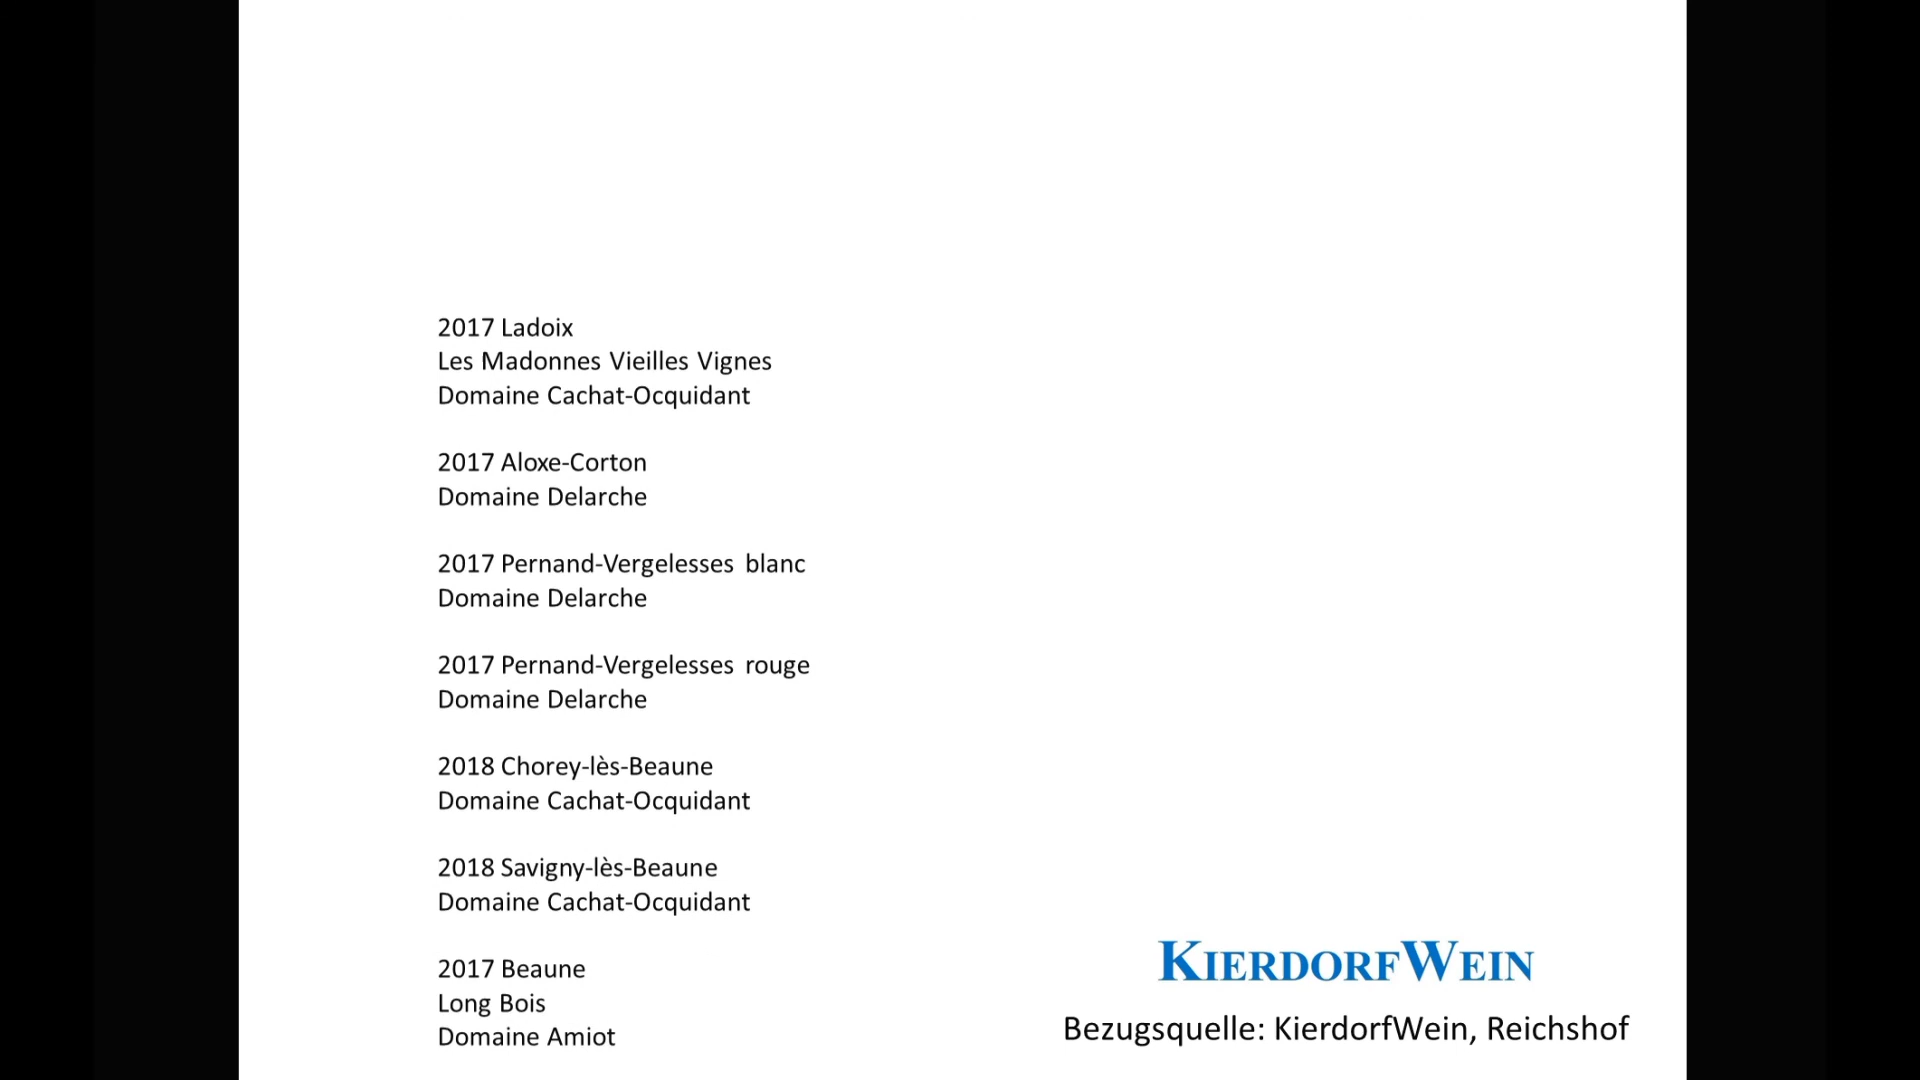 2017 Ladoix
Les Madonnes Vieilles Vignes
Domaine Cachat-Ocquidant
2017 Aloxe-Corton
Domaine Delarche
2017 Pernand-Vergelesses blanc
Domaine Delarche
2017 Pernand-Vergelesses rouge
Domaine Delarche
2018 Chorey-lès-Beaune
Domaine Cachat-Ocquidant
2018 Savigny-lès-Beaune
Domaine Cachat-Ocquidant
2017 Beaune
Long Bois
Domaine Amiot
KIERDORFWEIN
Bezugsquelle: KierdorfWein, Reichshof